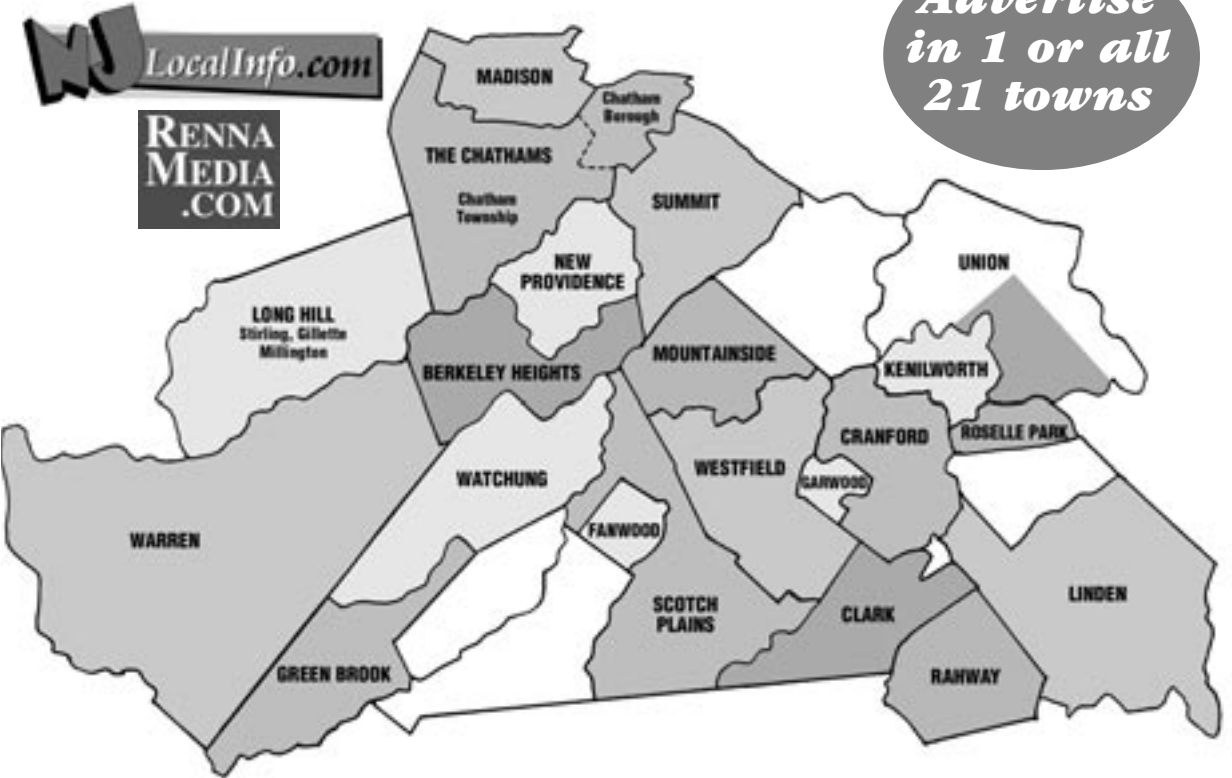 NJ LocalInfo.com
RENNA
MEDIA
.COM
Advertise
in 1 or all
21 towns
MADISON
Chatham
Borough
THE CHATHAMS
Chatham
Township
SUMMIT
NEW
PROVIDENCE
UNION
LONG HILL
Stirling, Gillette
Millington
BERKELEY HEIGHTS
MOUNTAINSIDE
KENILWORTH
CRANFORD
ROSELLE PARK
WATCHUNG
WESTFIELD
GARWOOD
WARREN
FANWOOD
SCOTCH
PLAINS
CLARK
LINDEN
GREEN BROOK
RAHWAY